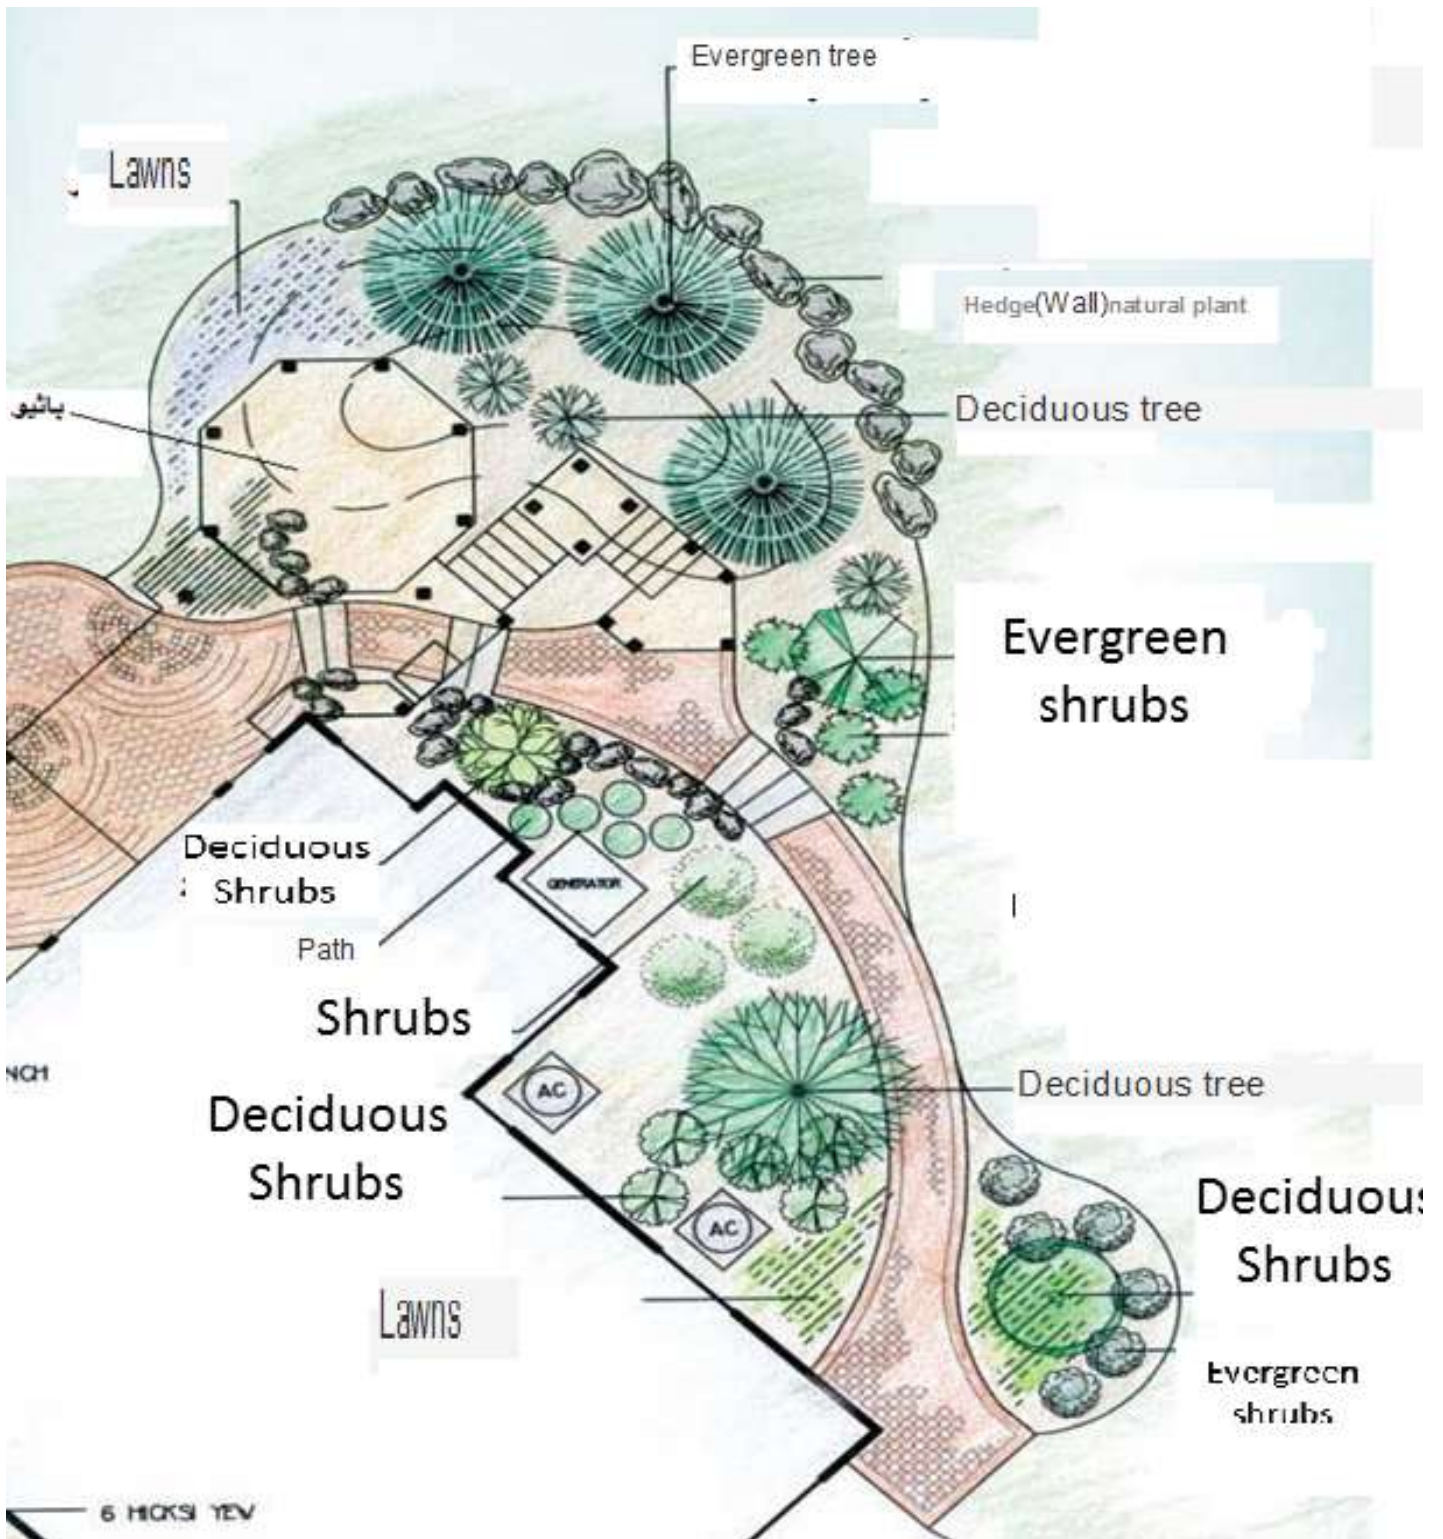 Evergreen tree
Lawns
Hedge(Wall)natural plant
باثيو
Deciduous tree
Evergreen
shrubs
Deciduous
Shrubs
GENERATOR
Path
Shrubs
NCH
AC
Deciduous tree
Deciduous
Shrubs
Deciduous
Shrubs
AC
Lawns
Evergreen
shrubs
6 HICKSI YEW